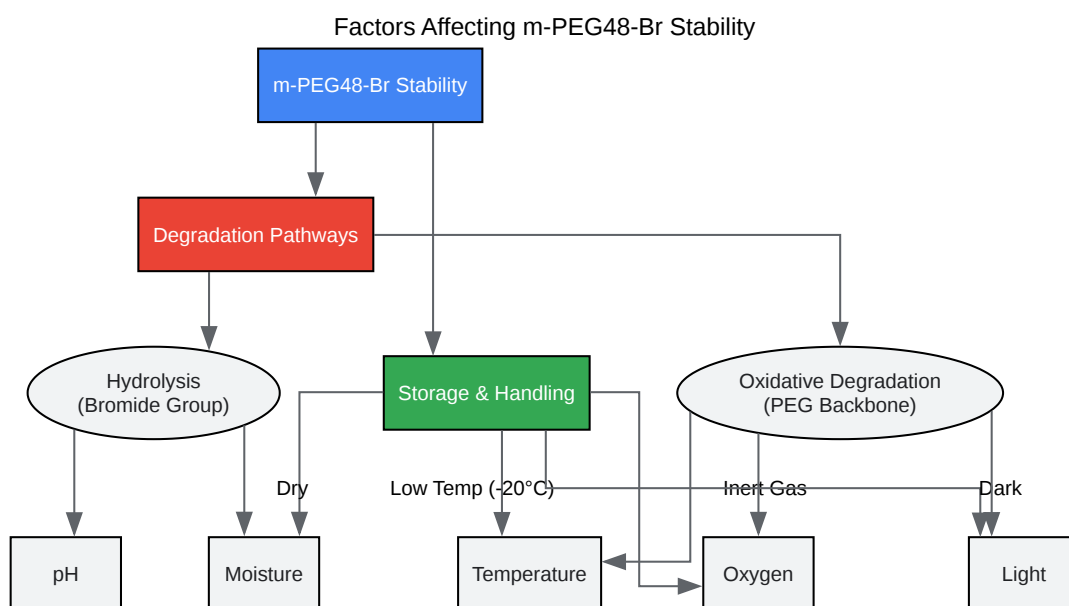 Factors Affecting m-PEG48-Br Stability
m-PEG48-Br Stability
Degradation Pathways
Hydrolysis
(Bromide Group)
Storage & Handling
Oxidative Degradation
(PEG Backbone)
Dry
Low Temp (-20°C)
Inert Gas
Dark
pH
Moisture
Temperature
Oxygen
Light